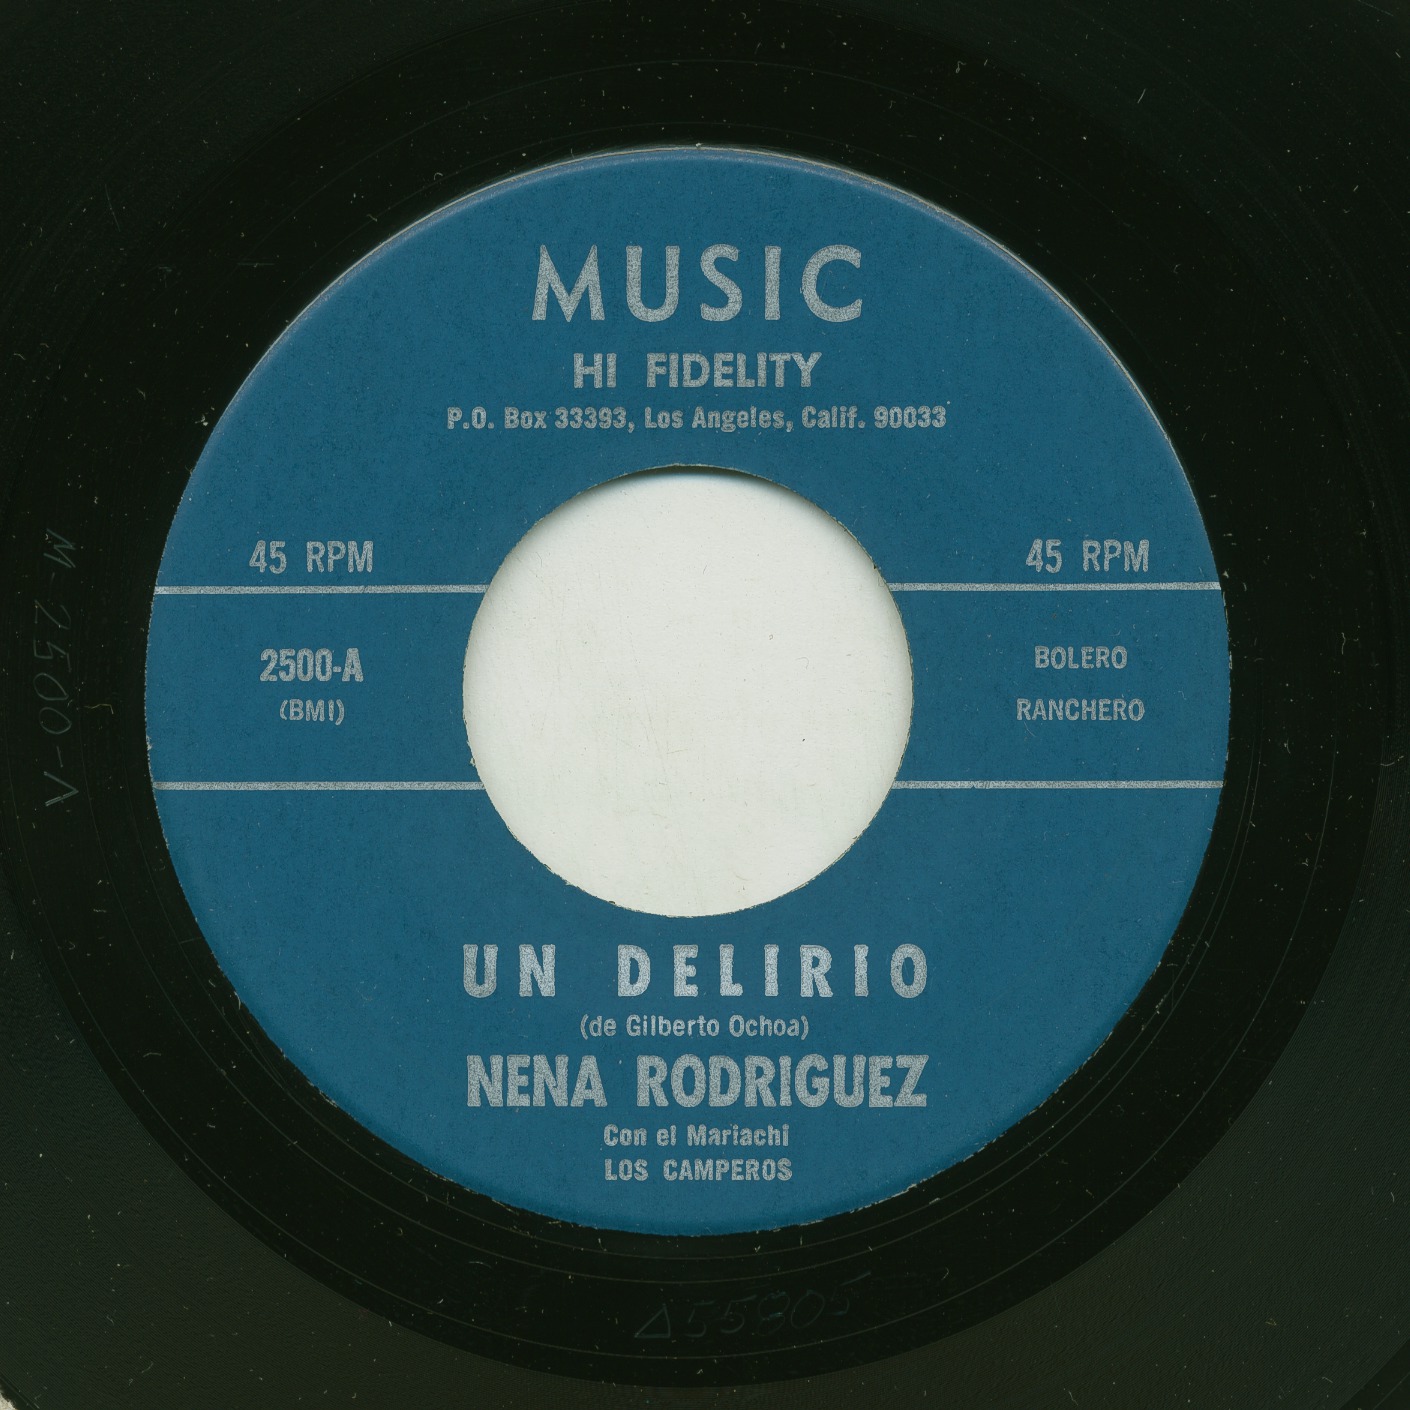 MUSIC
HI FIDELITY
P.O. Box 33393, Los Angeles, Calif. 90033
45 RPM
45 RPM
2500-A
(BMI)
BOLERO
RANCHERO
UN DELIRIO
(de Gilberto Ochoa)
NENA RODRIGUEZ
Con el Mariachi
LOS CAMPEROS
M-2500-A
Δ55805